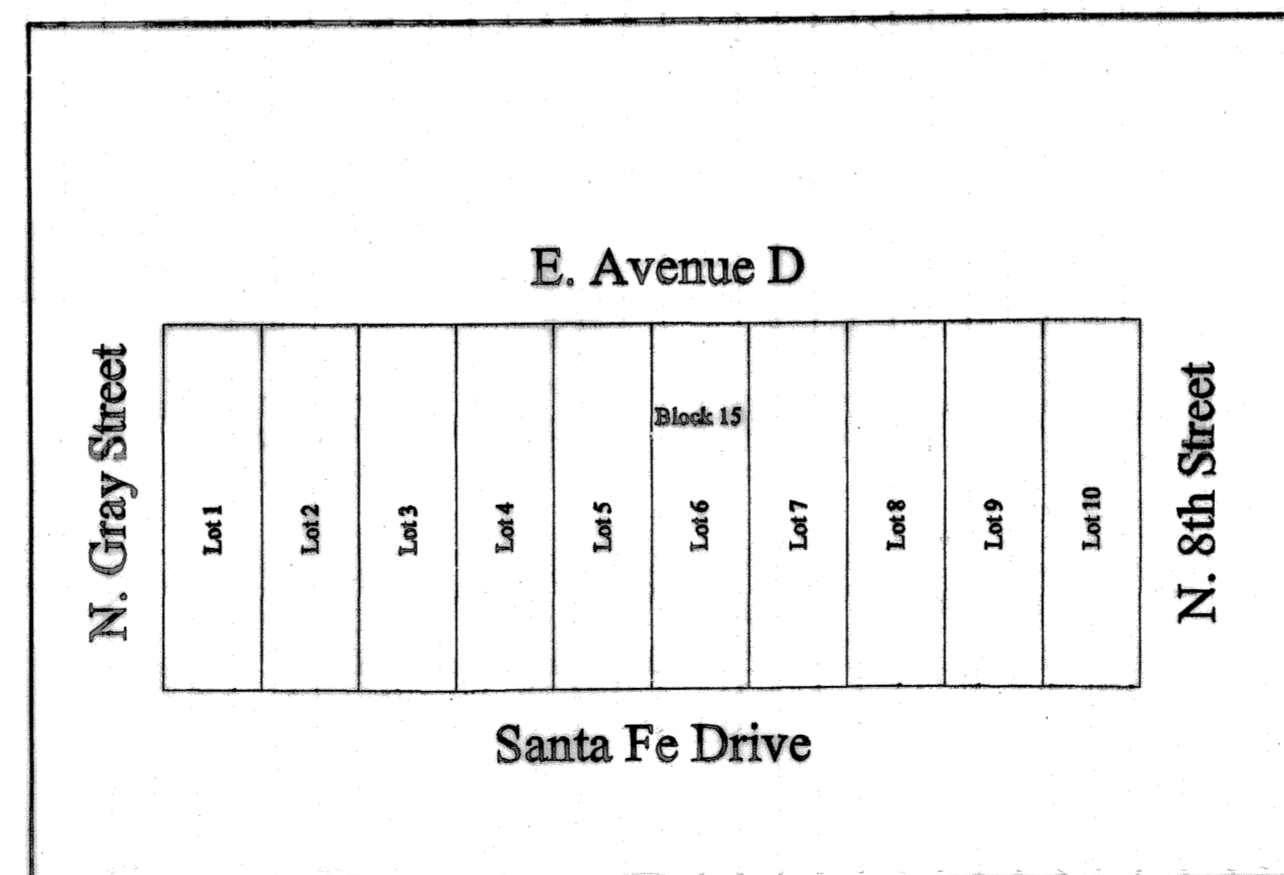 E. Avenue D
N. Gray Street
Block 15
Lot 1
Lot 2
Lot 3
Lot 4
Lot 5
Lot 6
Lot 7
Lot 8
Lot 9
Lot 10
N. 8th Street
Santa Fe Drive